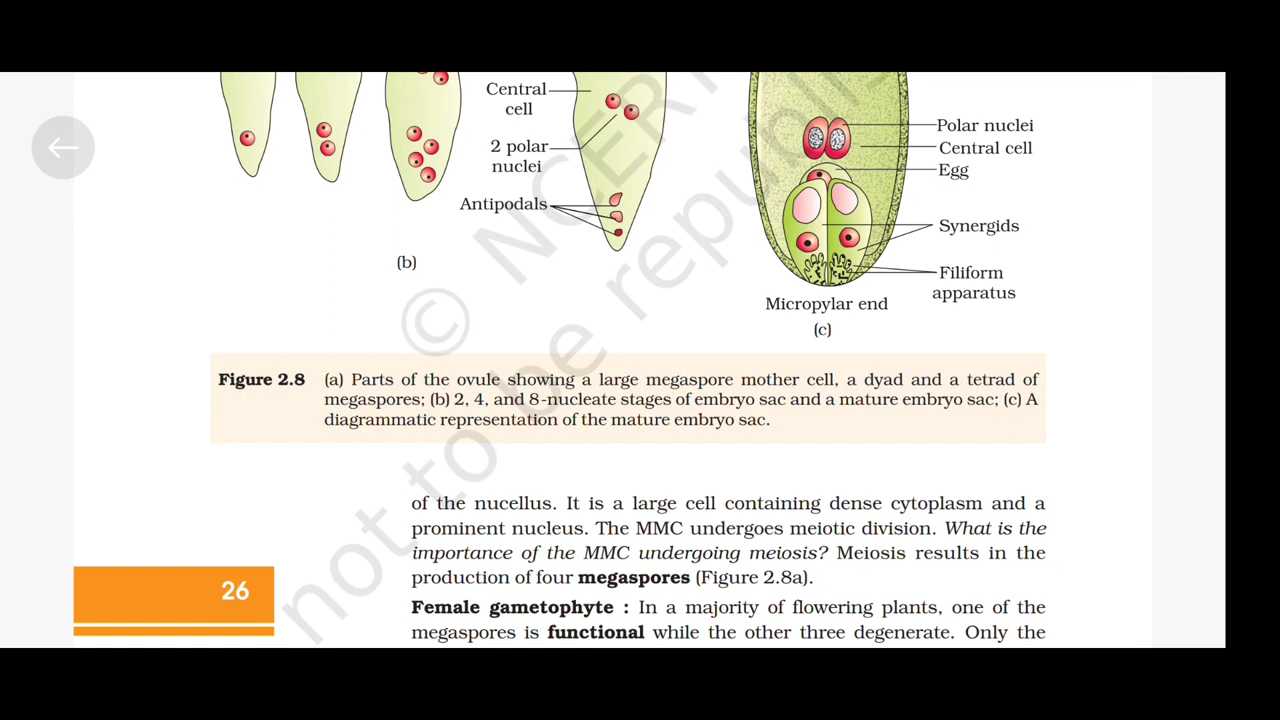 Central
cell
2 polar
nuclei
Antipodals
(b)
Polar nuclei
Central cell
Egg
Synergids
Filiform
apparatus
Micropylar end
(c)
© NCERT
not to be republis
Figure 2.8 (a) Parts of the ovule showing a large megaspore mother cell, a dyad and a tetrad of
megaspores; (b) 2, 4, and 8-nucleate stages of embryo sac and a mature embryo sac; (c) A
diagrammatic representation of the mature embryo sac.
of the nucellus. It is a large cell containing dense cytoplasm and a
prominent nucleus. The MMC undergoes meiotic division. What is the
importance of the MMC undergoing meiosis? Meiosis results in the
production of four megaspores (Figure 2.8a).
26
Female gametophyte : In a majority of flowering plants, one of the
megaspores is functional while the other three degenerate. Only the